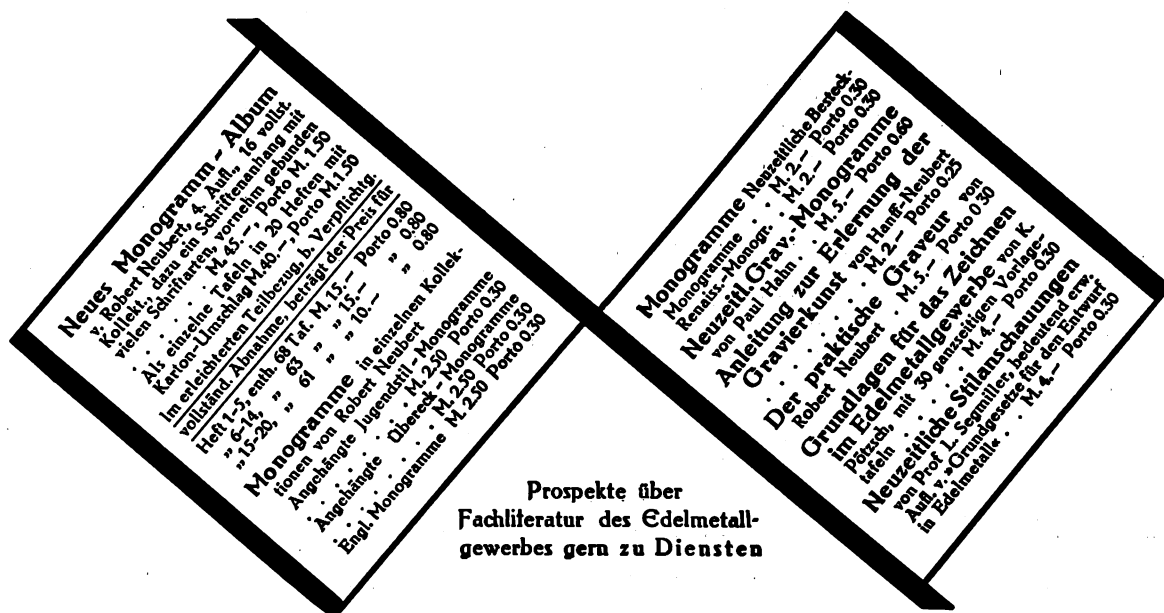 Neues Monogramm-Album
v. Robert Neubert, 4. Aufl., 16 vollst.
Kollekt., dazu ein Schriftenanhang mit
vielen Schriftarten, vornehm gebunden
. . . . M. 45.–, Porto M. 1.50
Als einzelne Tafeln in 20 Heften mit
Karton-Umschlag M. 40.–, Porto M. 1.50
Im erleichterten Teilbezug, b. Verpflichtg.
vollständ. Abnahme, beträgt der Preis für
Heft 1-5, enth. 68 Taf. M. 15.– Porto 0.80
„ 6-14, „ 63 „ „ 15.– „ 0.80
„ 15-20, „ 61 „ „ 10.– „ 0.80
Monogramme in einzelnen Kollek-
tionen von Robert Neubert
Angehängte Jugendstil-Monogramme
. . . . . M. 2.50 Porto 0.30
Angehängte Übereck-Monogramme
. . . . . M. 2.50 Porto 0.30
Engl. Monogramme M. 2.50 Porto 0.30
Monogramme Neuzeitliche Besteck-
Monogramme . . M. 2.– Porto 0.30
Renaiss.-Monogr. . M. 2.– Porto 0.30
Neuzeitl. Grav.-Monogramme
von Paul Hahn . M. 5.– Porto 0.60
Anleitung zur Erlernung der
Gravierkunst von Hanff-Neubert
. . . . . M. 2.– Porto 0.25
Der praktische Graveur von
Robert Neubert . M. 5.– Porto 0.30
Grundlagen für das Zeichnen
im Edelmetallgewerbe von K.
Pötzsch, mit 30 ganzseitigen Vorlage-
tafeln . . . . M. 4.– Porto 0.30
Neuzeitliche Stilanschauungen
von Prof. L. Segmiller, bedeutend erw.
Aufl. v. »Grundgesetze für den Entwurf
in Edelmetall« . . M. 4.– Porto 0.30
Prospekte über
Fachliteratur des Edelmetall-
gewerbes gern zu Diensten